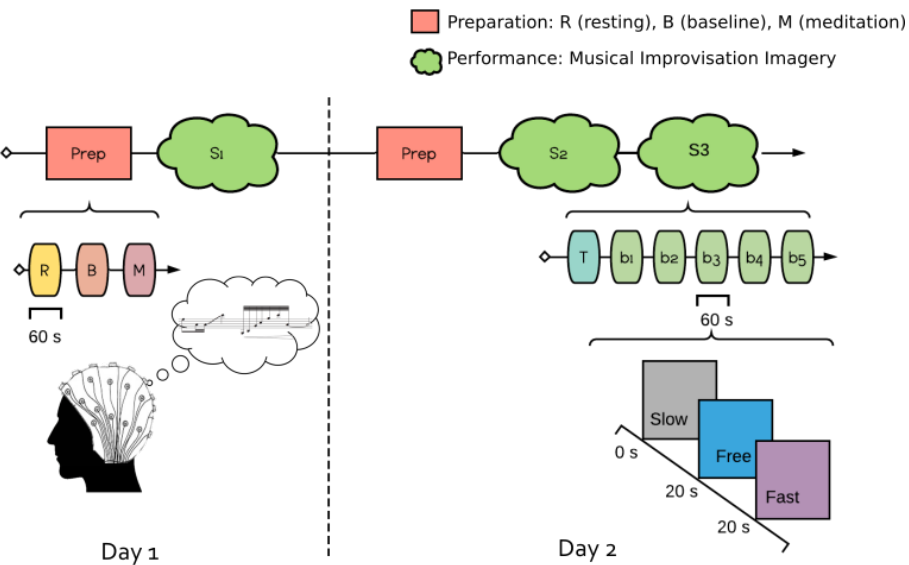 Preparation: R (resting), B (baseline), M (meditation)
Performance: Musical Improvisation Imagery
Prep
S1
Prep
S2
S3
R
B
M
T
b1
b2
b3
b4
b5
60 s
60 s
Slow
Free
Fast
0 s
20 s
20 s
Day 1
Day 2